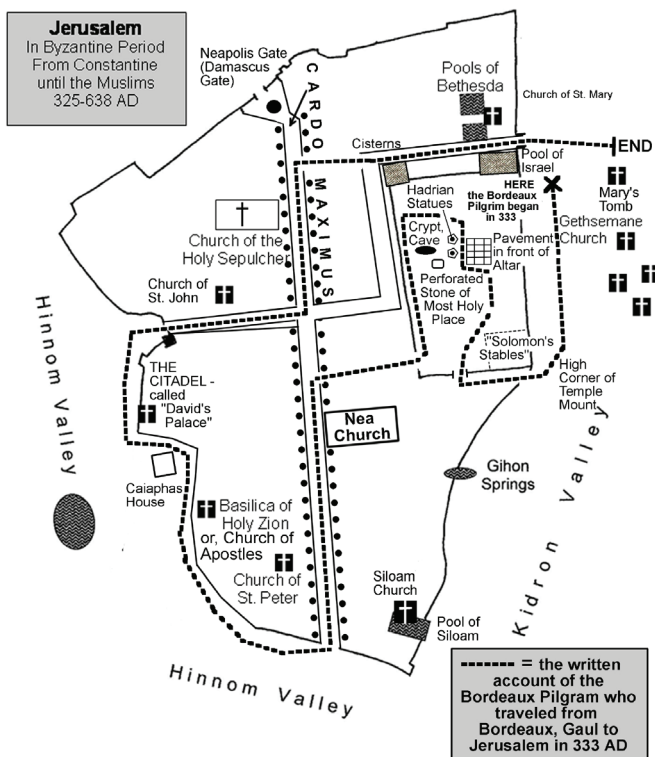 Jerusalem
In Byzantine Period
From Constantine
until the Muslims
325-638 AD
Neapolis Gate
(Damascus
Gate)
CARDO MAXIMUS
Pools of
Bethesda
Church of St. Mary
Cisterns
END
Pool of
Israel
HERE
the Bordeaux
Pilgrim began
in 333
Mary's
Tomb
Gethsemane
Church
Hadrian
Statues
Crypt,
Cave
Pavement
in front of
Altar
Perforated
Stone of
Most Holy
Place
Church of the
Holy Sepulcher
Church of
St. John
"Solomon's
Stables"
High
Corner of
Temple
Mount
THE
CITADEL -
called
"David's
Palace"
Nea
Church
Caiaphas
House
Gihon
Springs
Basilica of
Holy Zion
or, Church of
Apostles
Church of
St. Peter
Siloam
Church
Pool of
Siloam
Hinnom Valley
Kidron Valley
Hinnom Valley
= the written
account of the
Bordeaux Pilgram who
traveled from
Bordeaux, Gaul to
Jerusalem in 333 AD